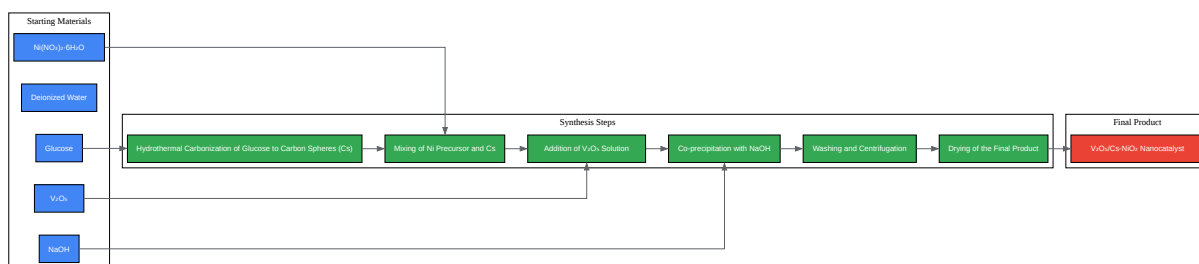 Starting Materials
Ni(NO₃)₂·6H₂O
Deionized Water
Glucose
V₂O₅
NaOH
Synthesis Steps
Hydrothermal Carbonization of Glucose to Carbon Spheres (Cs)
Mixing of Ni Precursor and Cs
Addition of V₂O₅ Solution
Co-precipitation with NaOH
Washing and Centrifugation
Drying of the Final Product
Final Product
V₂O₅/Cs-NiO₂ Nanocatalyst